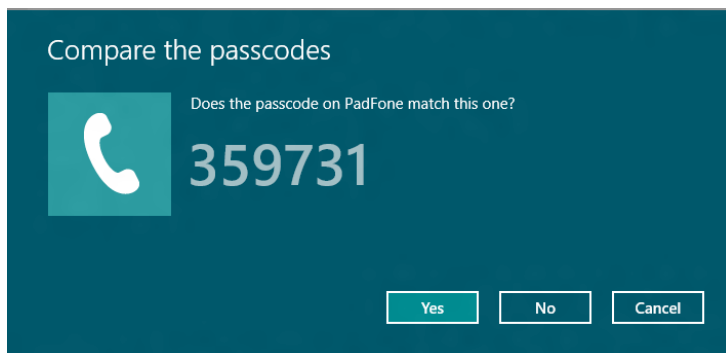 Compare the passcodes
Does the passcode on PadFone match this one?
359731
Yes No Cancel